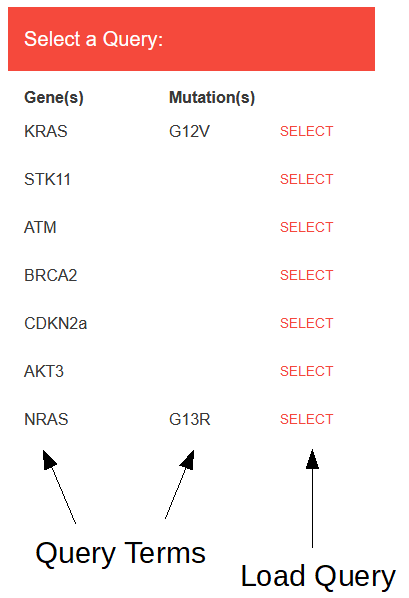 Select a Query:
Gene(s) Mutation(s)
KRAS G12V SELECT
STK11 SELECT
ATM SELECT
BRCA2 SELECT
CDKN2a SELECT
AKT3 SELECT
NRAS G13R SELECT
Query Terms
Load Query